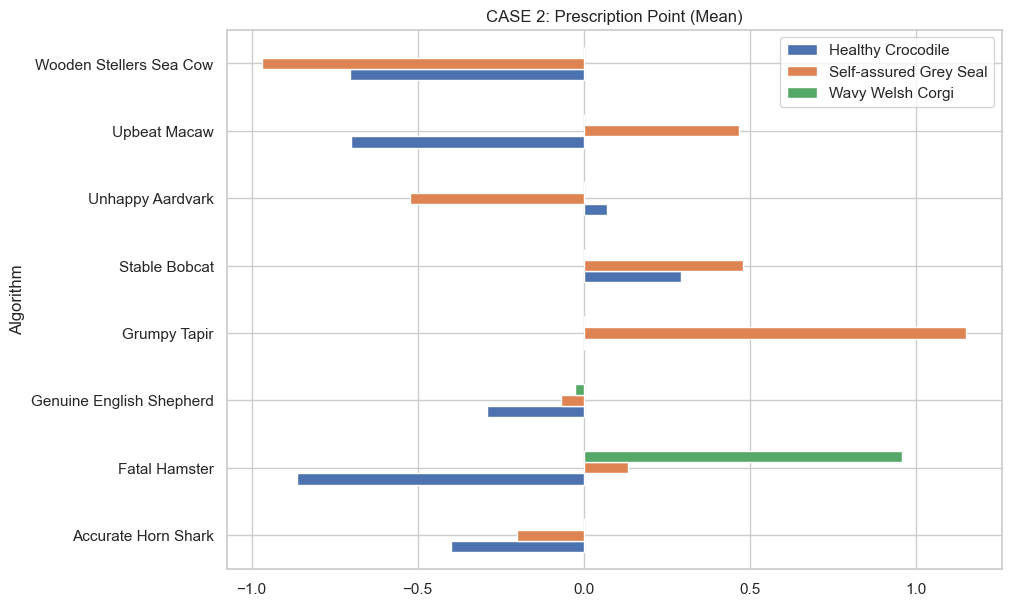 CASE 2: Prescription Point (Mean)
Healthy Crocodile
Self-assured Grey Seal
Wavy Welsh Corgi
Algorithm
Wooden Stellers Sea Cow
Upbeat Macaw
Unhappy Aardvark
Stable Bobcat
Grumpy Tapir
Genuine English Shepherd
Fatal Hamster
Accurate Horn Shark
−1.0
−0.5
0.0
0.5
1.0